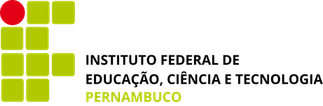 INSTITUTO FEDERAL DE
EDUCAÇÃO, CIÊNCIA E TECNOLOGIA
PERNAMBUCO